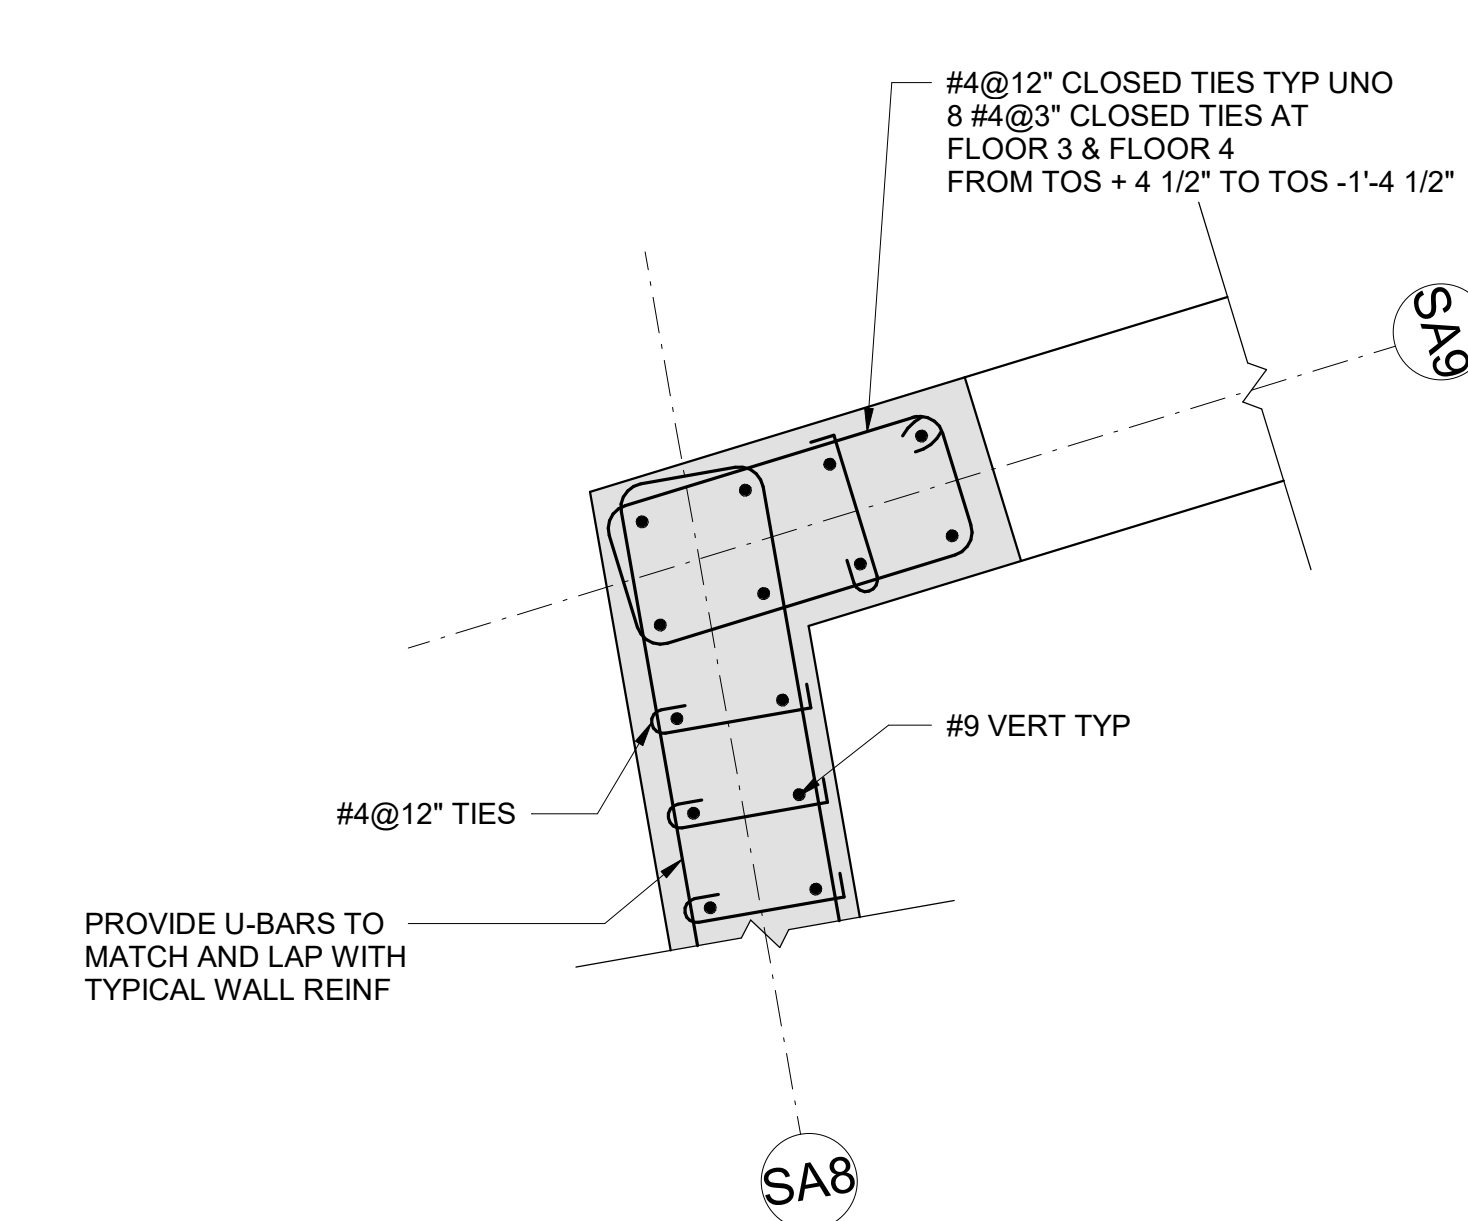 #4@12" CLOSED TIES TYP UNO
8 #4@3" CLOSED TIES AT
FLOOR 3 & FLOOR 4
FROM TOS + 4 1/2" TO TOS -1'-4 1/2"
SA9
#9 VERT TYP
#4@12" TIES
PROVIDE U-BARS TO
MATCH AND LAP WITH
TYPICAL WALL REINF
SA8